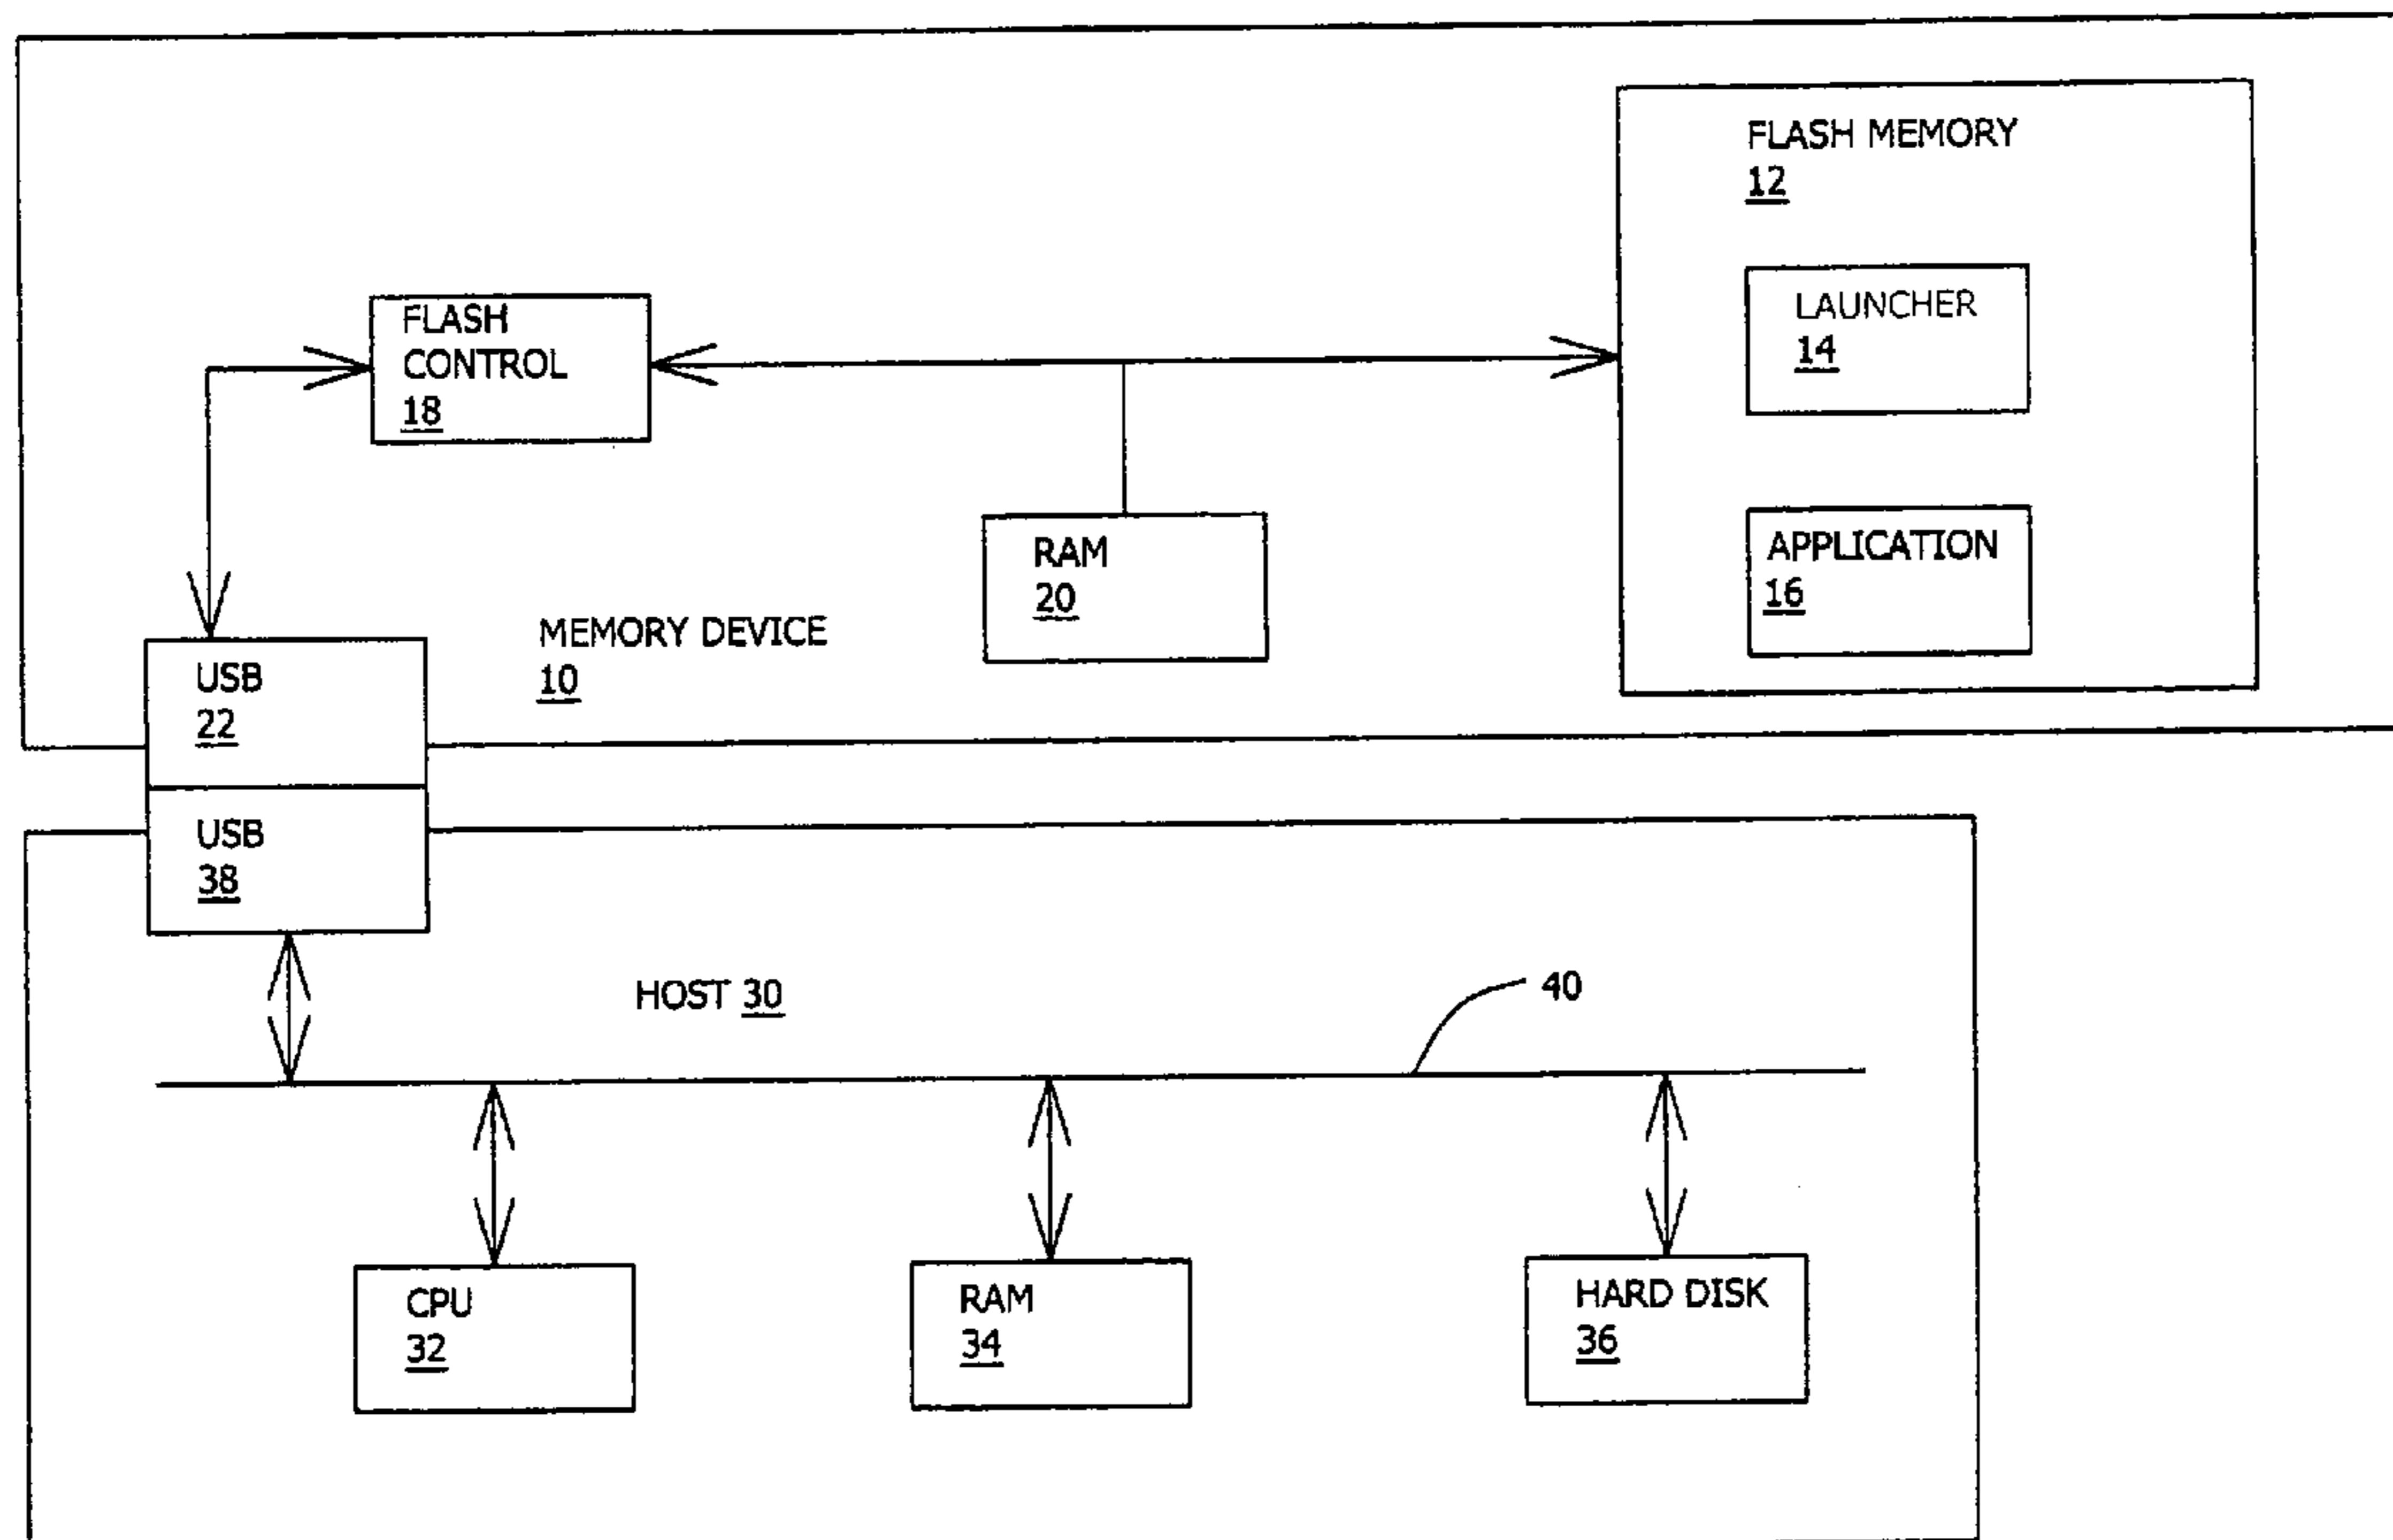 FLASH MEMORY
12
LAUNCHER
14
APPLICATION
16
FLASH
CONTROL
18
RAM
20
MEMORY DEVICE
10
USB
22
USB
38
HOST 30
40
CPU
32
RAM
34
HARD DISK
36